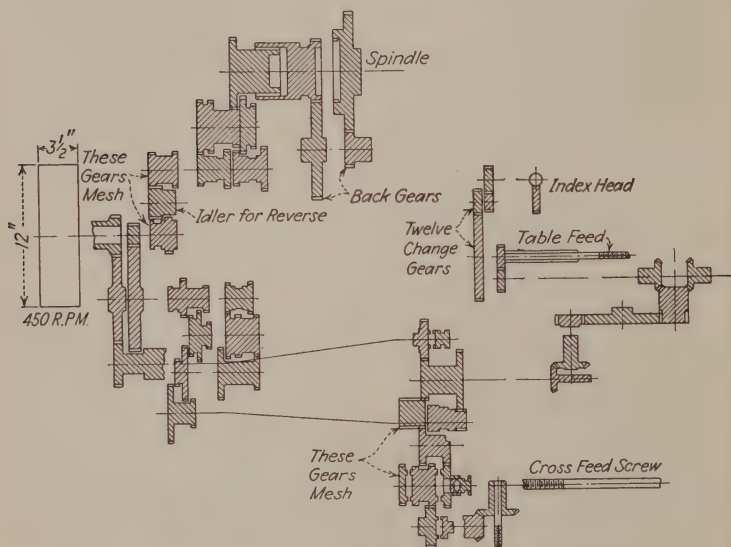 Spindle
3½"
These
Gears
Mesh
Idler for Reverse
Back Gears
Index Head
12"
Twelve
Change
Gears
Table Feed
450 R.P.M.
These
Gears
Mesh
Cross Feed Screw